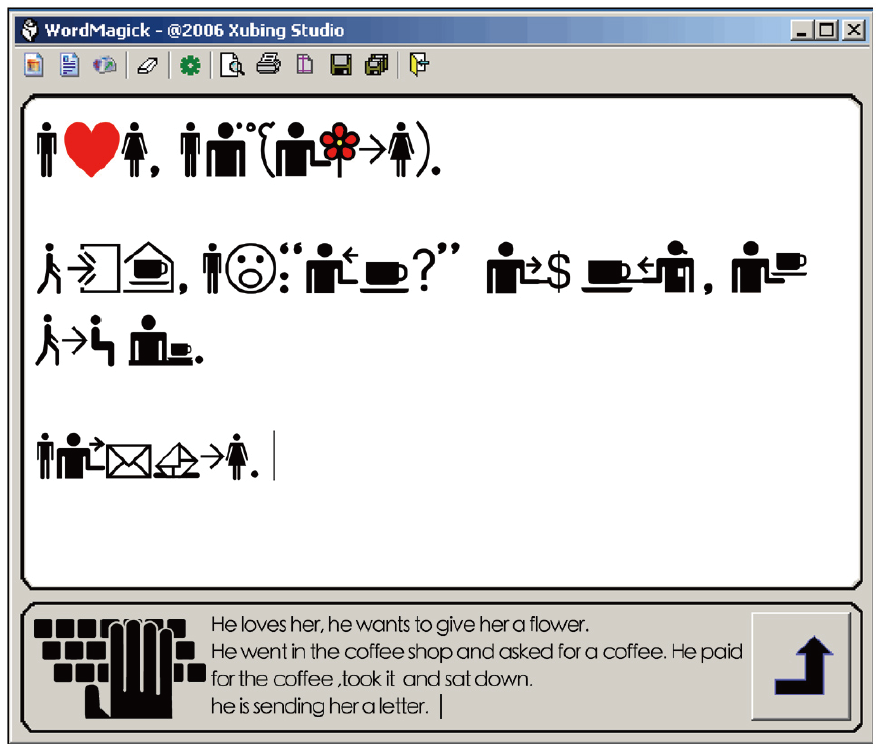 WordMagick - @2006 Xubing Studio
He loves her, he wants to give her a flower.
He went in the coffee shop and asked for a coffee. He paid
for the coffee ,took it and sat down.
he is sending her a letter.